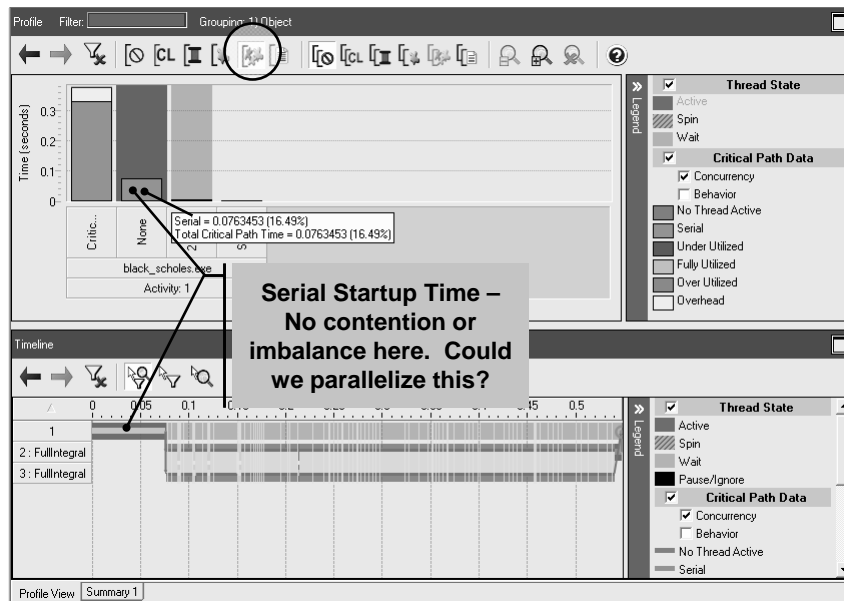 Profile Filter: Grouping: 1) Object
CL CL
Time (seconds)
0.3
0.2
0.1
0
Critic...
None
2
S
black_scholes.exe
Activity: 1
Serial = 0.0763453 (16.49%)
Total Critical Path Time = 0.0763453 (16.49%)
Legend
Thread State
Active
Spin
Wait
Critical Path Data
Concurrency
Behavior
No Thread Active
Serial
Under Utilized
Fully Utilized
Over Utilized
Overhead
Serial Startup Time –
No contention or
imbalance here. Could
we parallelize this?
Timeline
0 0.05 0.1 0.5
1
2 : FullIntegral
3 : FullIntegral
Legend
Thread State
Active
Spin
Wait
Pause/Ignore
Critical Path Data
Concurrency
Behavior
No Thread Active
Serial
Profile View Summary 1